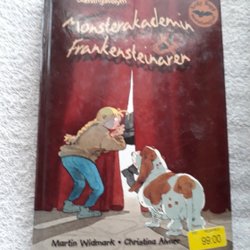 Monsterakademin
&
Frankensteinaren
Martin Widmark • Christina Alvner
99:00